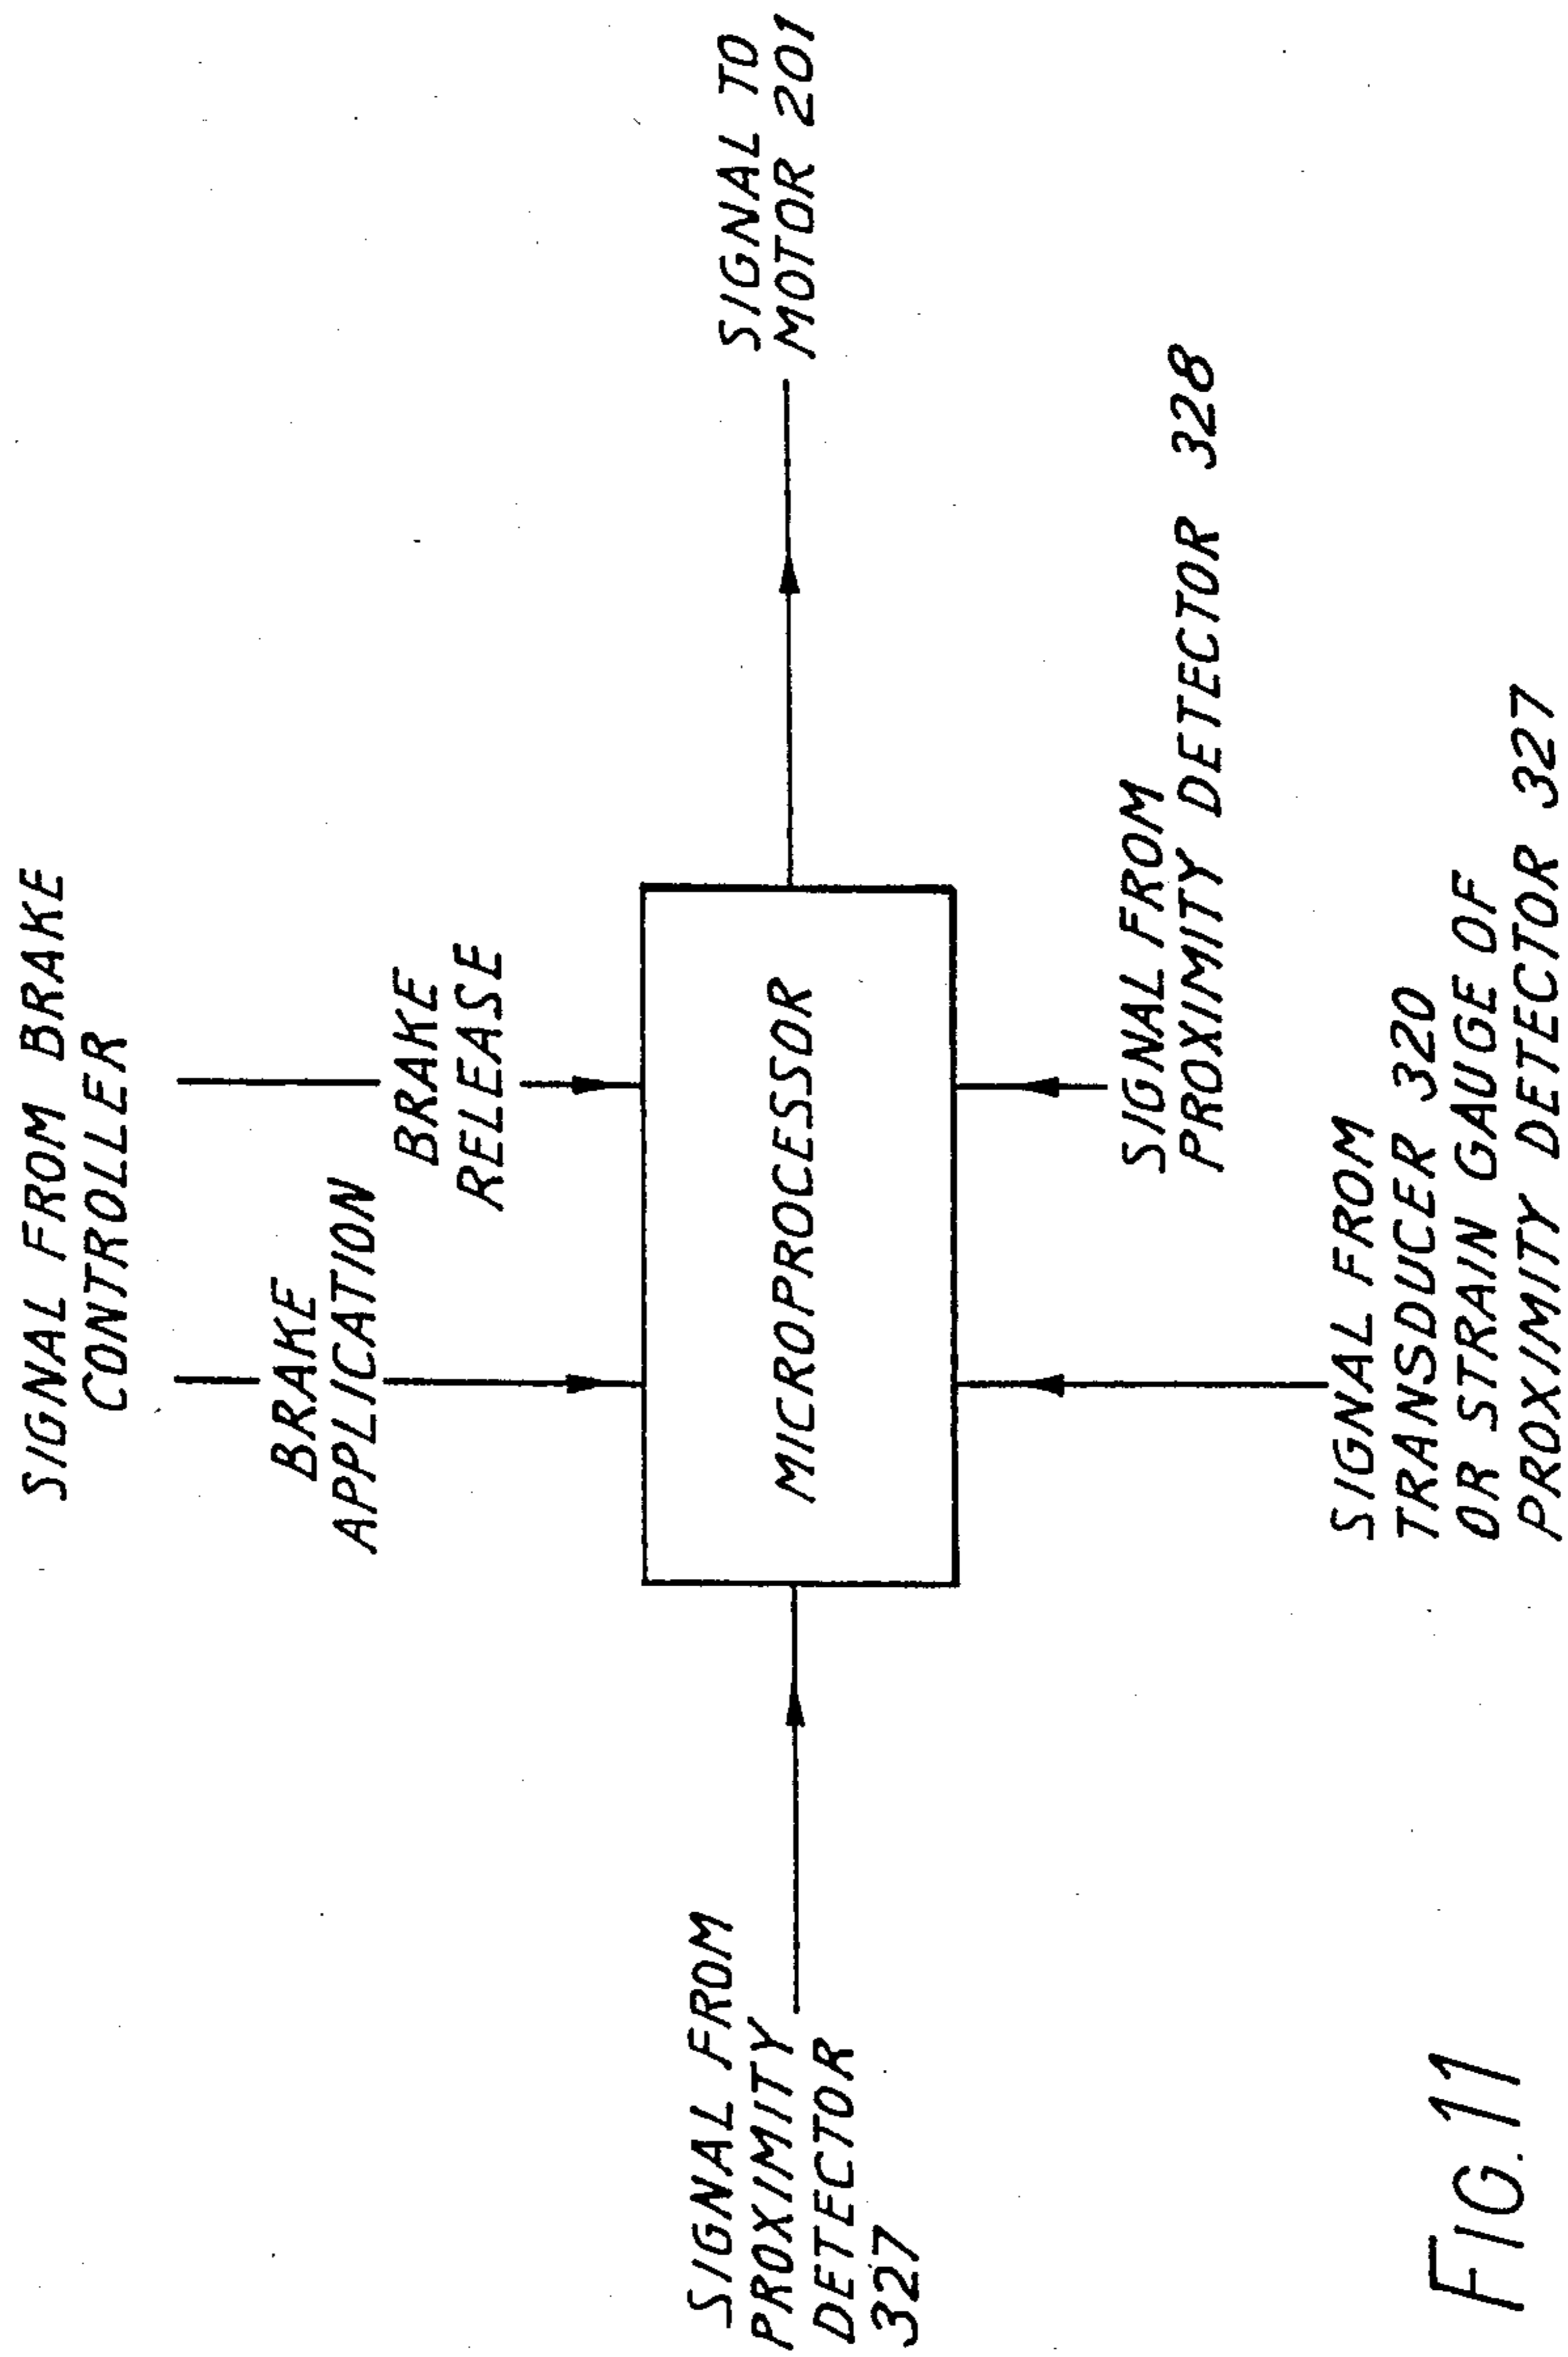 SIGNAL FROM BRAKE
CONTROLLER
BRAKE
APPLICATION
BRAKE
RELEASE
SIGNAL FROM
PROXIMITY
DETECTOR
327
MICROPROCESSOR
SIGNAL TO
MOTOR 201
SIGNAL FROM
PROXIMITY DETECTOR 328
SIGNAL FROM
TRANSDUCER 320
OR STRAIN GAUGE OF
PROXIMITY DETECTOR 327
FIG. 11